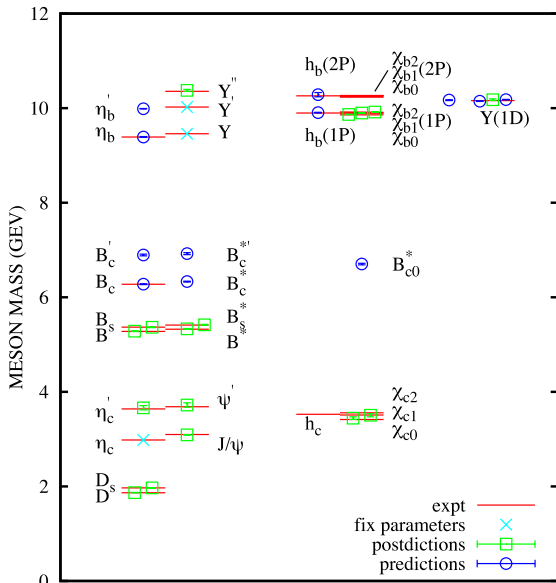 MESON MASS (GEV)
12
10
8
6
4
2
0
η_b'
η_b
Υ''
Υ'
Υ
h_b(2P)
χ_b2
χ_b1(2P)
χ_b0
h_b(1P)
χ_b2
χ_b1(1P)
χ_b0
Υ(1D)
B_c'
B_c
B_c*'
B_c*
B_c0*
B_s
B
B_s*
B*
η_c'
η_c
ψ'
J/ψ
h_c
χ_c2
χ_c1
χ_c0
D_s
D
expt
fix parameters
postdictions
predictions